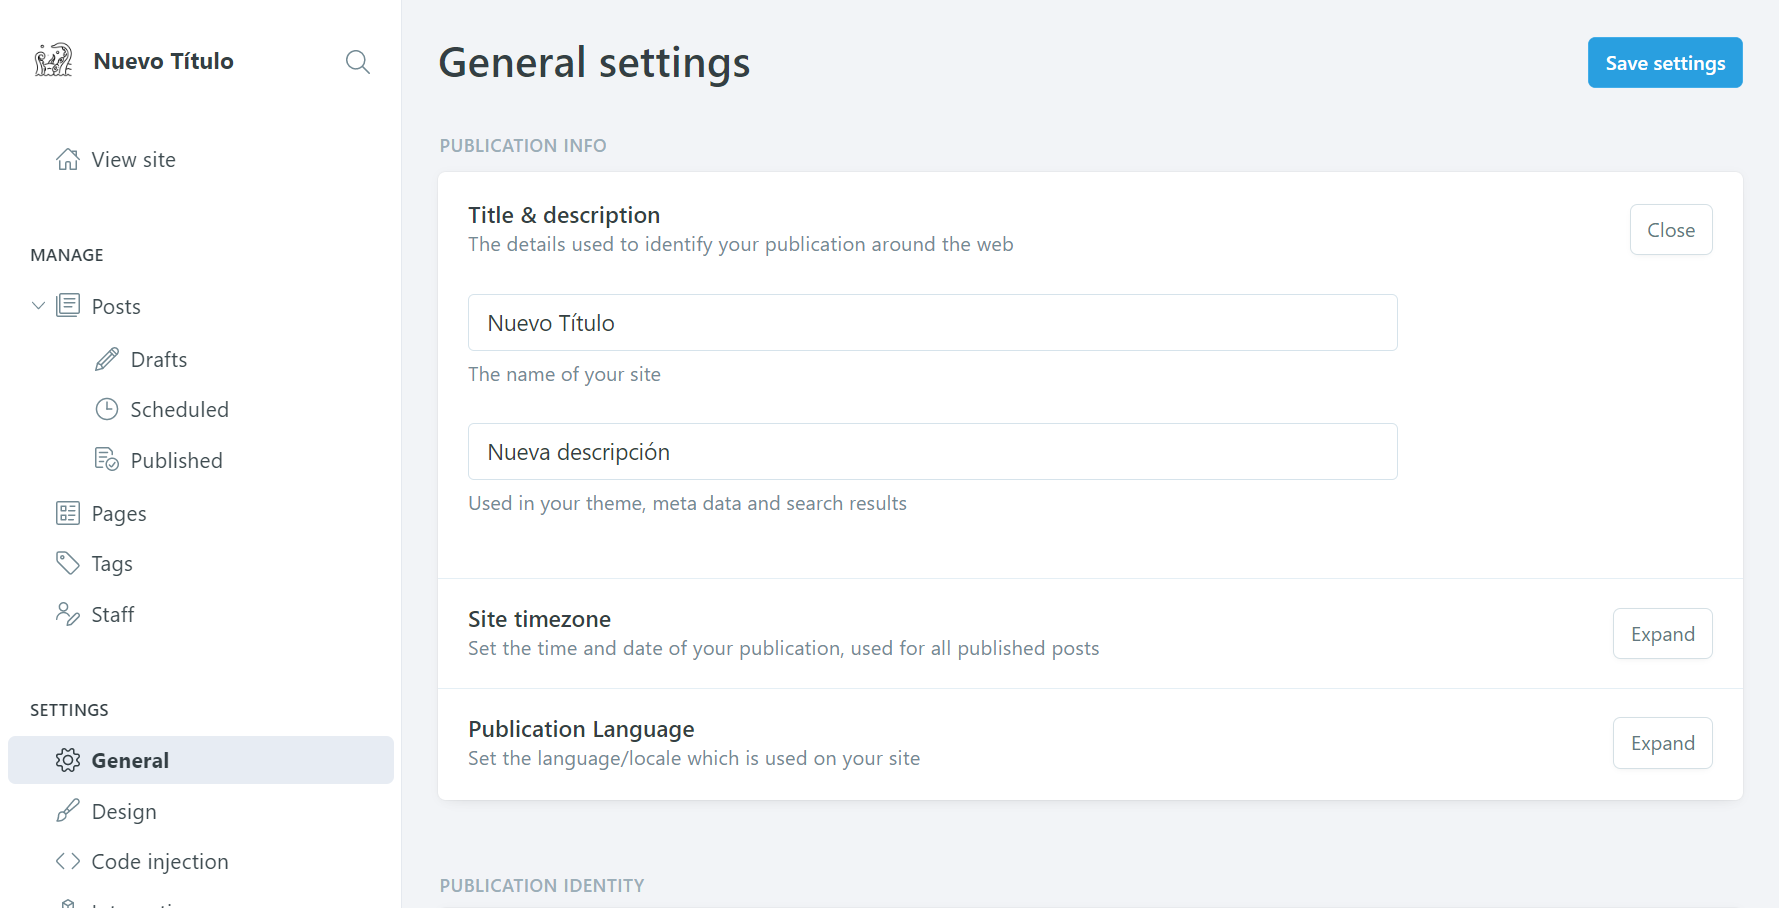 Nuevo Título
View site
MANAGE
Posts
Drafts
Scheduled
Published
Pages
Tags
Staff
SETTINGS
General
Design
Code injection
General settings
Save settings
PUBLICATION INFO
Title & description
The details used to identify your publication around the web
Close
Nuevo Título
The name of your site
Nueva descripción
Used in your theme, meta data and search results
Site timezone
Set the time and date of your publication, used for all published posts
Expand
Publication Language
Set the language/locale which is used on your site
Expand
PUBLICATION IDENTITY